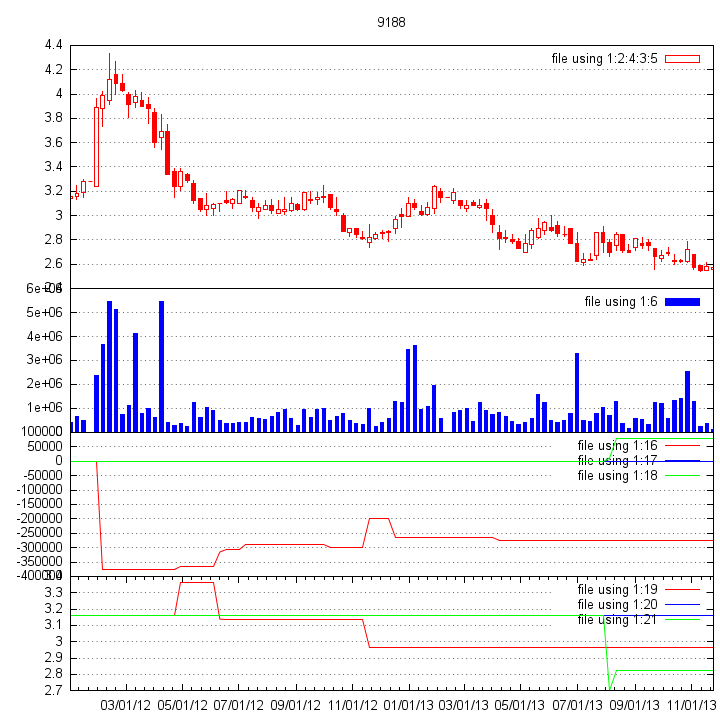 9188
4.4
file using 1:2:4:3:5
4.2
4
3.8
3.6
3.4
3.2
3
2.8
2.6
6e+06
file using 1:6
5e+06
4e+06
3e+06
2e+06
1e+06
100000
file using 1:16
50000
file using 1:17
0
file using 1:18
-50000
-100000
-150000
-200000
-250000
-300000
-350000
-400000
file using 1:19
3.3
file using 1:20
3.2
file using 1:21
3.1
3
2.9
2.8
2.7
03/01/12 05/01/12 07/01/12 09/01/12 11/01/12 01/01/13 03/01/13 05/01/13 07/01/13 09/01/13 11/01/13